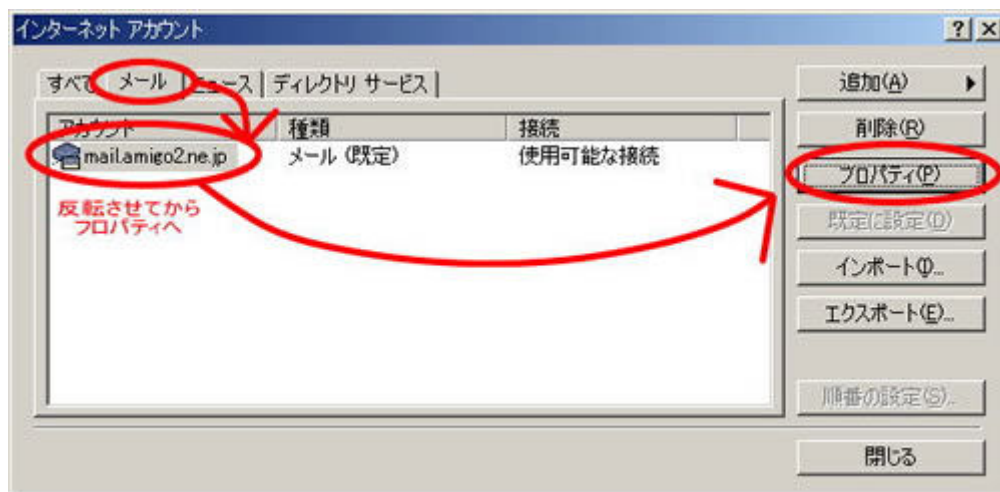 インターネット アカウント
すべて メール ニュース ディレクトリ サービス
アカウント 種類 接続
mail.amigo2.ne.jp メール (既定) 使用可能な接続
反転させてから
プロパティへ
追加(A)
削除(R)
プロパティ(P)
既定に設定(D)
インポート(I)...
エクスポート(E)...
順番の設定(S)...
閉じる